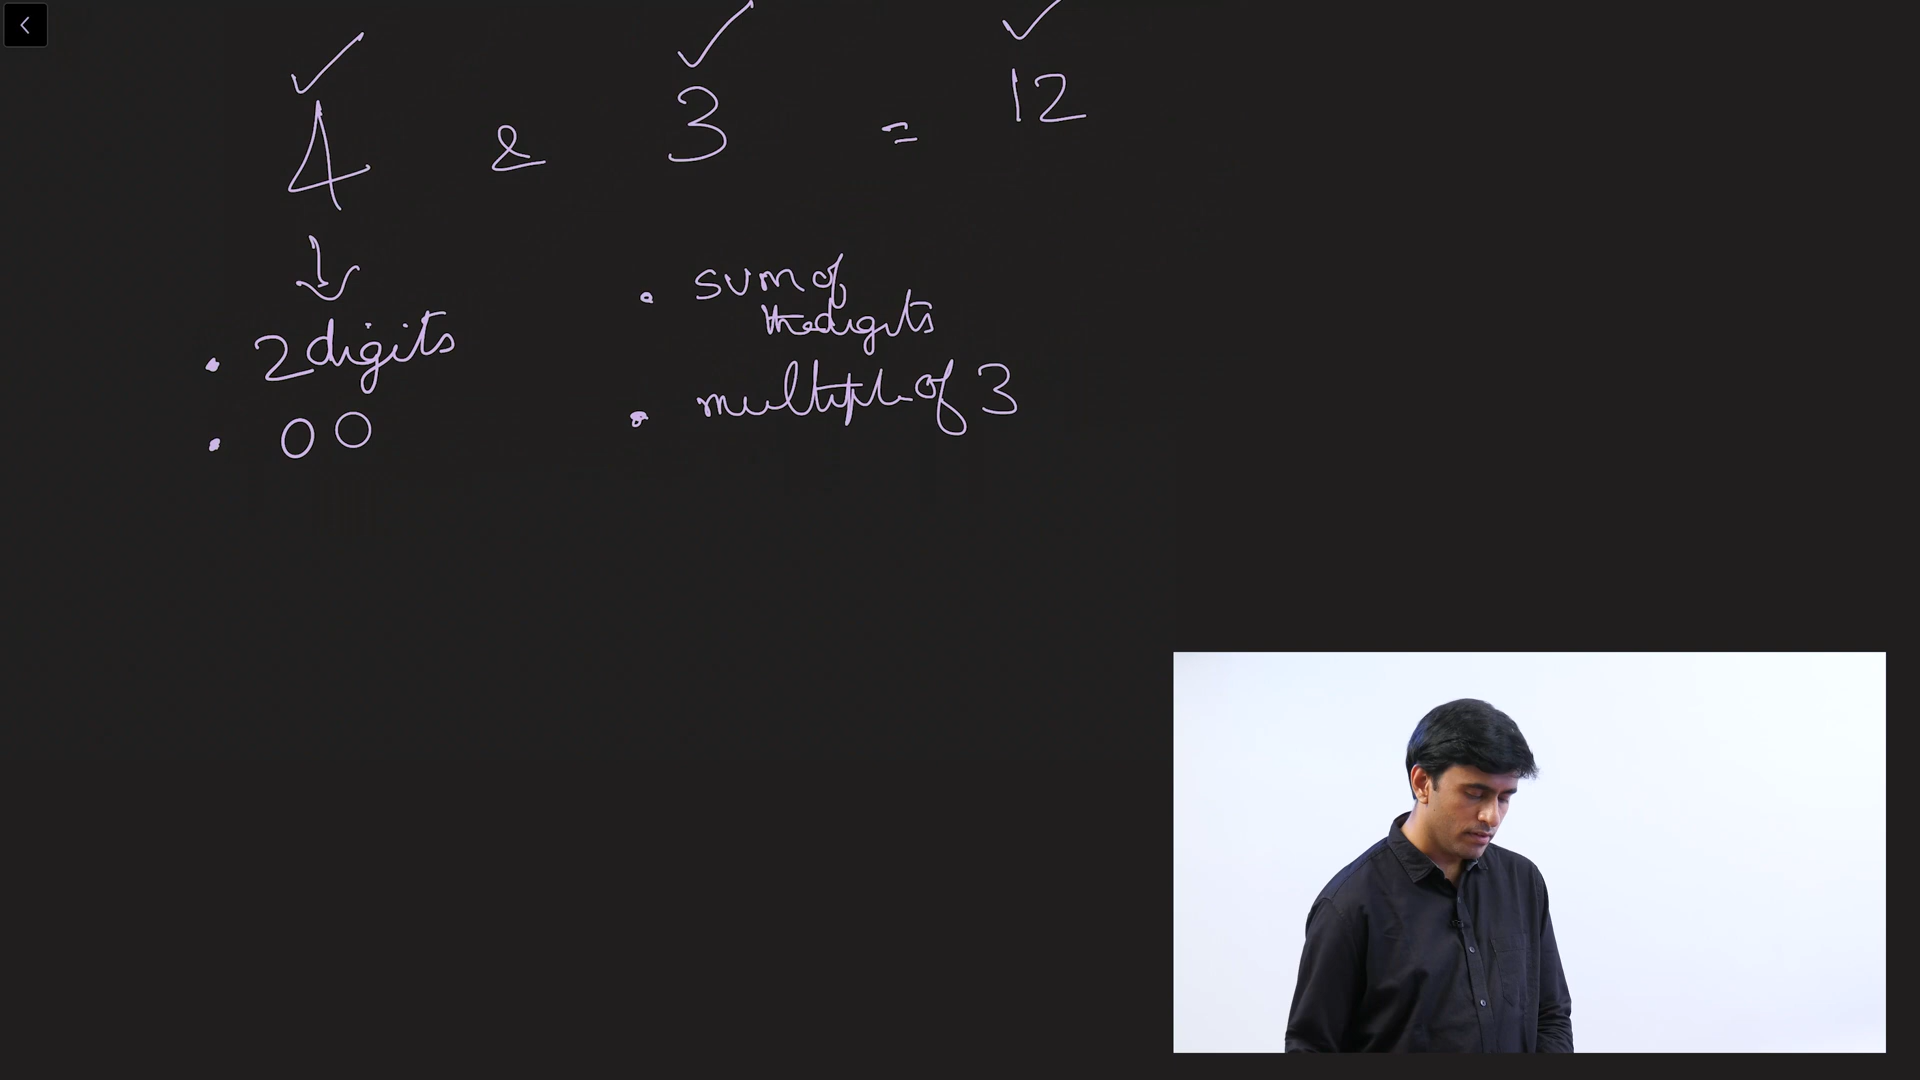 4 & 3 = 12
• 2 digits
• 00
• sum of
the digits
• multiple of 3